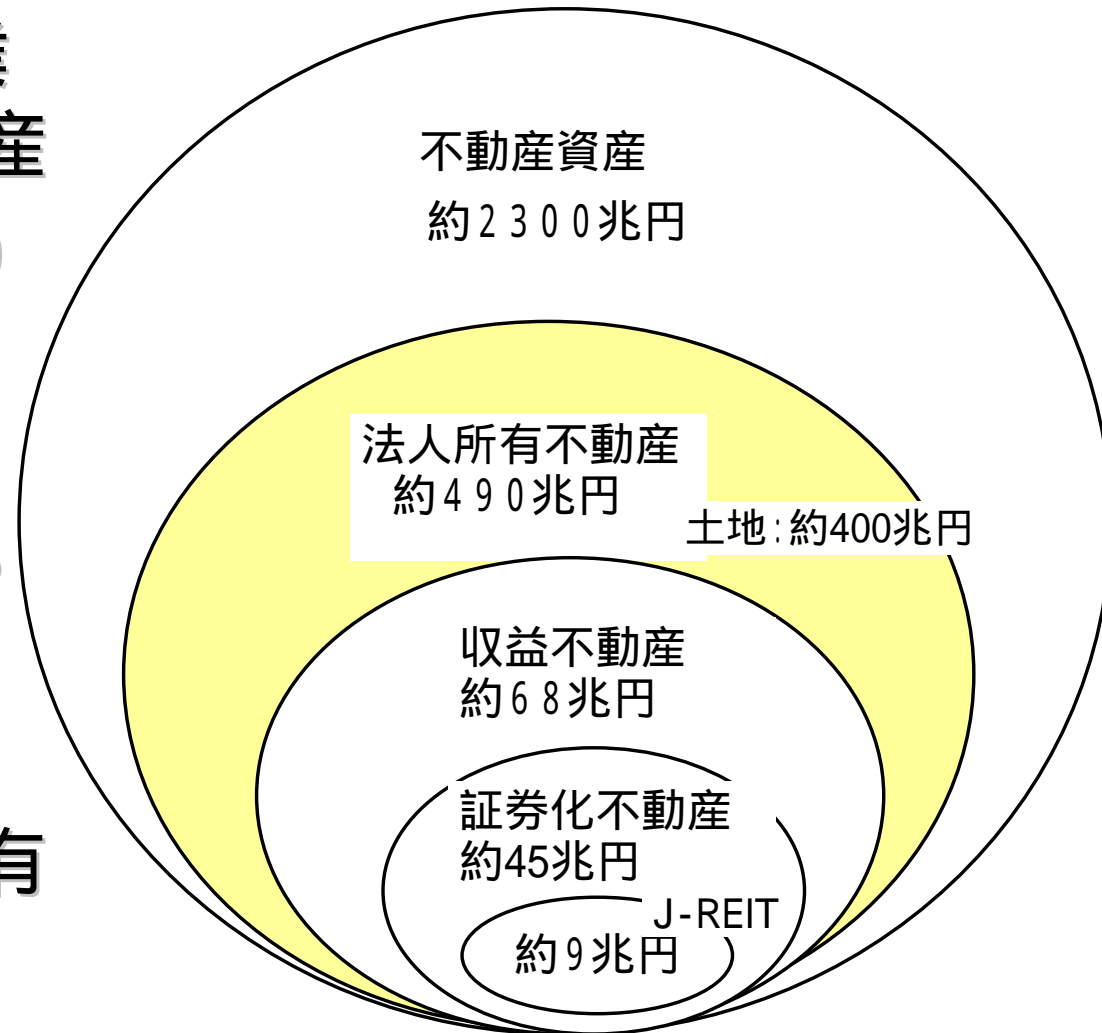 産
有
不動産資産
約2300兆円
法人所有不動産
約490兆円
土地:約400兆円
収益不動産
約68兆円
証券化不動産
約45兆円
J-REIT
約9兆円